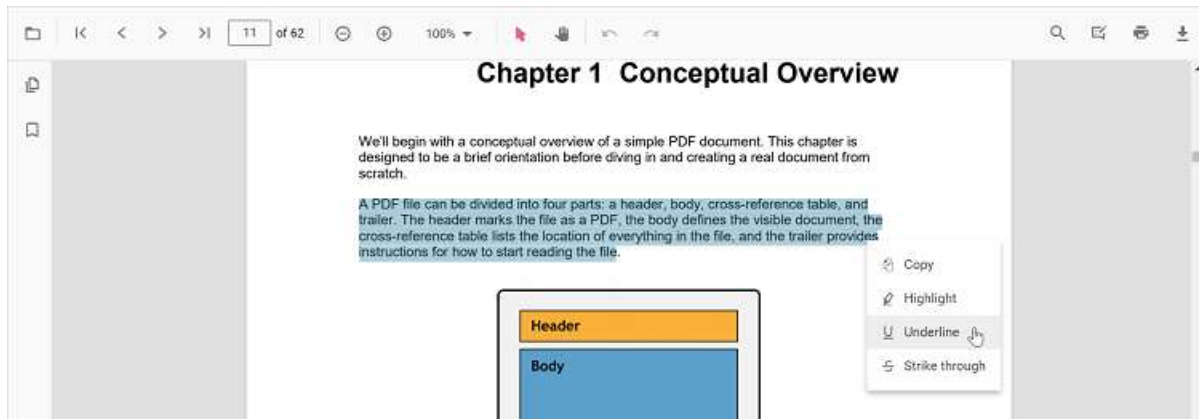 11 of 62
100%
Chapter 1 Conceptual Overview
We'll begin with a conceptual overview of a simple PDF document. This chapter is
designed to be a brief orientation before diving in and creating a real document from
scratch.
A PDF file can be divided into four parts: a header, body, cross-reference table, and
trailer. The header marks the file as a PDF, the body defines the visible document, the
cross-reference table lists the location of everything in the file, and the trailer provides
instructions for how to start reading the file.
Copy
Highlight
Underline
Strike through
Header
Body